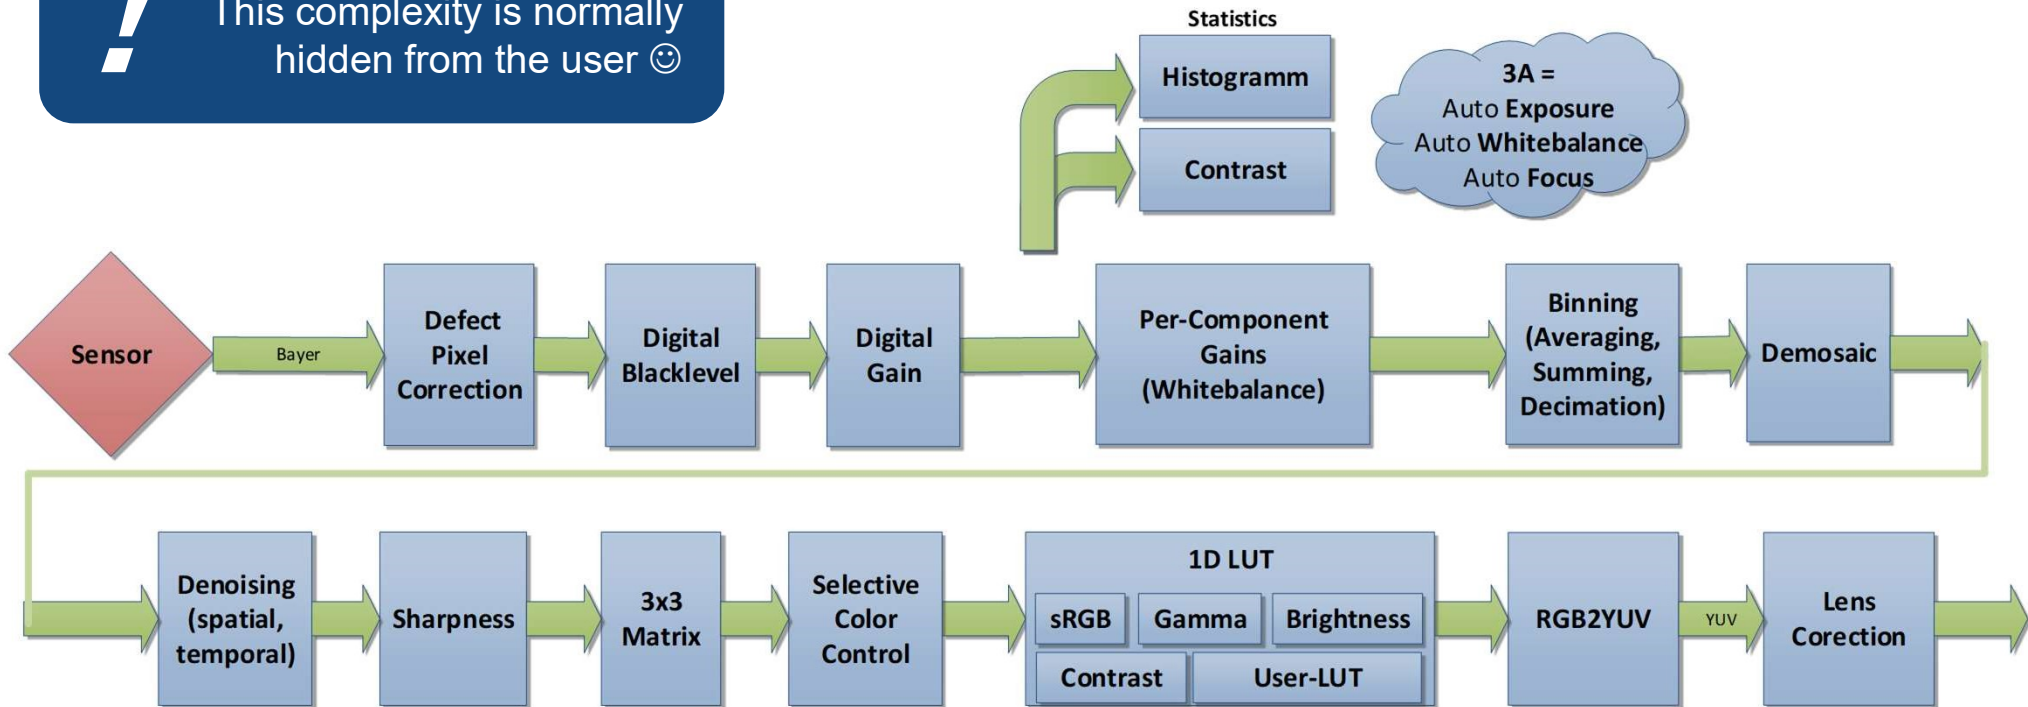 !
This complexity is normally
hidden from the user ☺
Statistics
Histogramm
Contrast
3A =
Auto Exposure
Auto Whitebalance
Auto Focus
Sensor
Bayer
Defect
Pixel
Correction
Digital
Blacklevel
Digital
Gain
Per-Component
Gains
(Whitebalance)
Binning
(Averaging,
Summing,
Decimation)
Demosaic
Denoising
(spatial,
temporal)
Sharpness
3x3
Matrix
Selective
Color
Control
1D LUT
sRGB
Gamma
Brightness
Contrast
User-LUT
RGB2YUV
YUV
Lens
Corection